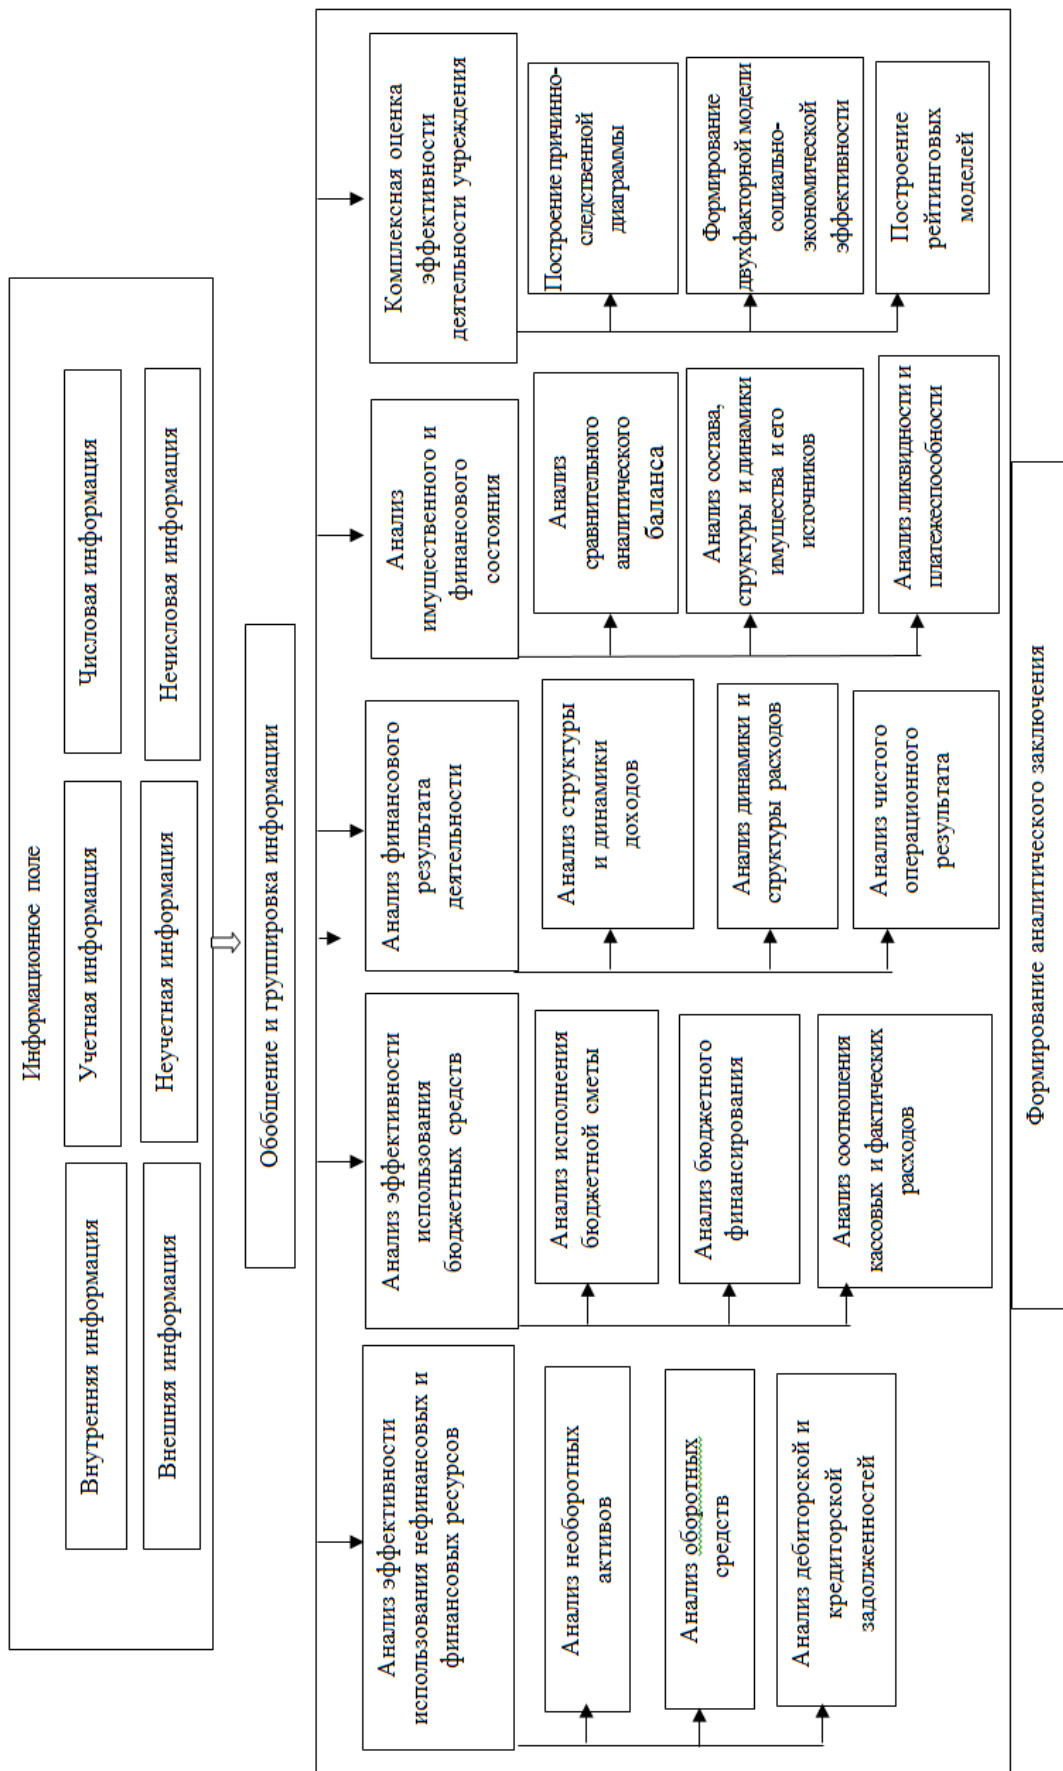 Информационное поле
Внутренняя информация
Учетная информация
Числовая информация
Внешняя информация
Неучетная информация
Нечисловая информация
Обобщение и группировка информации
Анализ эффективности
использования нефинансовых и
финансовых ресурсов
Анализ необоротных
активов
Анализ оборотных
средств
Анализ дебиторской и
кредиторской
задолженностей
Анализ эффективности
использования
бюджетных средств
Анализ исполнения
бюджетной сметы
Анализ бюджетного
финансирования
Анализ соотношения
кассовых и фактических
расходов
Анализ финансового
результата
деятельности
Анализ структуры
и динамики
доходов
Анализ динамики и
структуры расходов
Анализ чистого
операционного
результата
Анализ
имущественного и
финансового
состояния
Анализ
сравнительного
аналитического
баланса
Анализ состава,
структуры и динамики
имущества и его
источников
Анализ ликвидности и
платежеспособности
Комплексная оценка
эффективности
деятельности учреждения
Построение причинно-
следственной
диаграммы
Формирование
двухфакторной модели
социально-
экономической
эффективности
Построение
рейтинговых
моделей
Формирование аналитического заключения